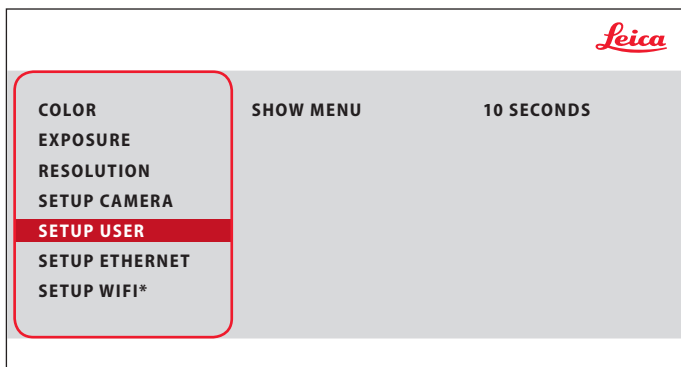 Leica
COLOR SHOW MENU 10 SECONDS
EXPOSURE
RESOLUTION
SETUP CAMERA
SETUP USER
SETUP ETHERNET
SETUP WIFI*